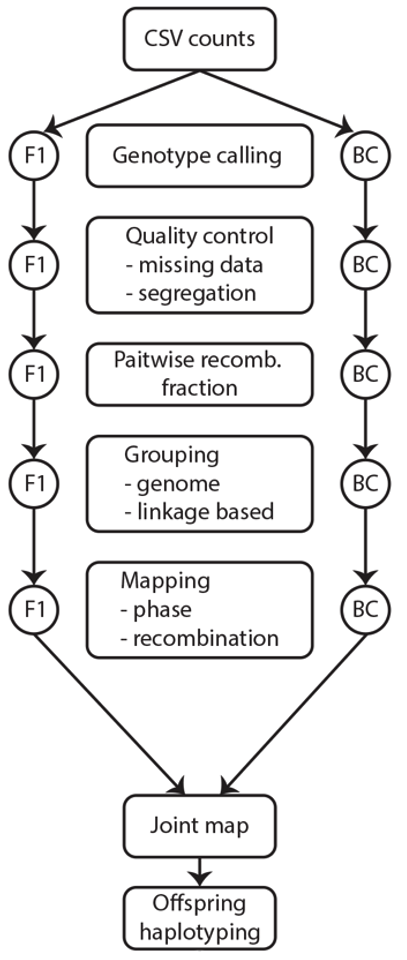 CSV counts
F1
Genotype calling
BC
F1
Quality control
- missing data
- segregation
BC
F1
Paitwise recomb.
fraction
BC
F1
Grouping
- genome
- linkage based
BC
F1
Mapping
- phase
- recombination
BC
Joint map
Offspring
haplotyping